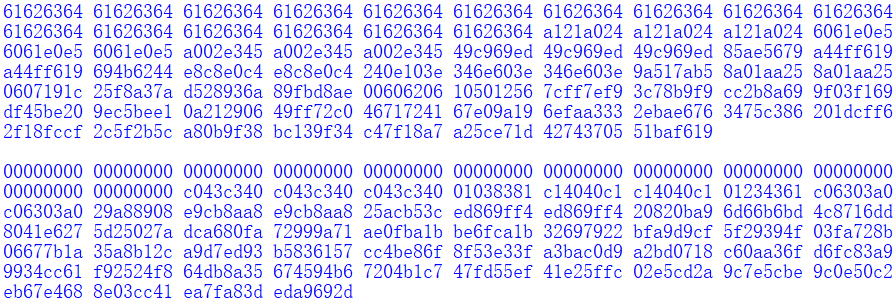 61626364 61626364 61626364 61626364 61626364 61626364 61626364 61626364 61626364 61626364
61626364 61626364 61626364 61626364 61626364 61626364 a121a024 a121a024 a121a024 6061e0e5
6061e0e5 6061e0e5 a002e345 a002e345 a002e345 49c969ed 49c969ed 49c969ed 85ae5679 a44ff619
a44ff619 694b6244 e8c8e0c4 e8c8e0c4 240e103e 346e603e 346e603e 9a517ab5 8a01aa25 8a01aa25
0607191c 25f8a37a d528936a 89fbd8ae 00606206 10501256 7cff7ef9 3c78b9f9 cc2b8a69 9f03f169
df45be20 9ec5bee1 0a212906 49ff72c0 46717241 67e09a19 6efaa333 2ebae676 3475c386 201dcff6
2f18fccf 2c5f2b5c a80b9f38 bc139f34 c47f18a7 a25ce71d 42743705 51baf619

00000000 00000000 00000000 00000000 00000000 00000000 00000000 00000000 00000000 00000000
00000000 00000000 c043c340 c043c340 c043c340 01038381 c14040c1 c14040c1 01234361 c06303a0
c06303a0 29a88908 e9cb8aa8 e9cb8aa8 25acb53c ed869ff4 ed869ff4 20820ba9 6d66b6bd 4c8716dd
8041e627 5d25027a dca680fa 72999a71 ae0fba1b be6fca1b 32697922 bfa9d9cf 5f29394f 03fa728b
06677b1a 35a8b12c a9d7ed93 b5836157 cc4be86f 8f53e33f a3bac0d9 a2bd0718 c60aa36f d6fc83a9
9934cc61 f92524f8 64db8a35 674594b6 7204b1c7 47fd55ef 41e25ffc 02e5cd2a 9c7e5cbe 9c0e50c2
eb67e468 8e03cc41 ea7fa83d eda9692d